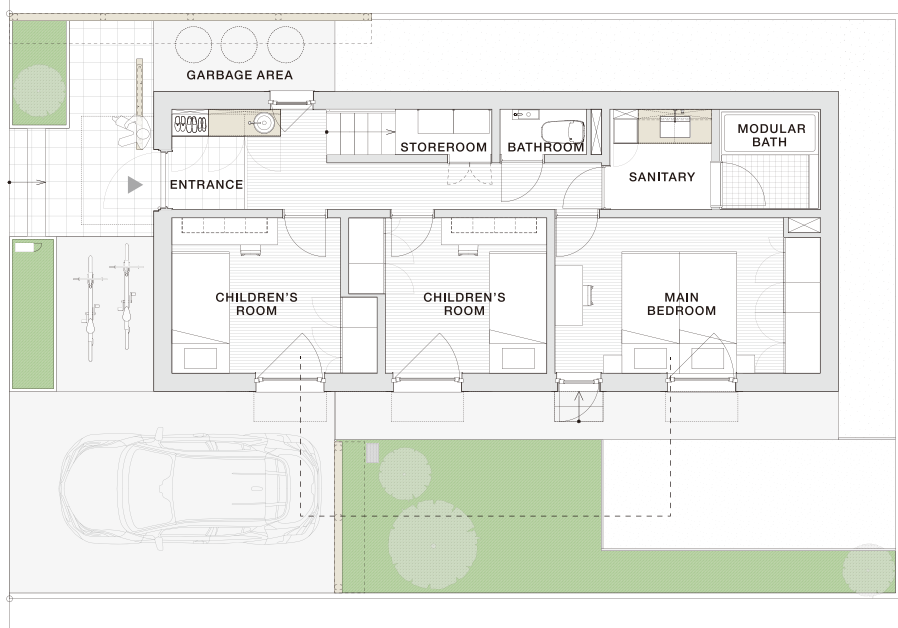 GARBAGE AREA
STOREROOM
BATHROOM
MODULAR
BATH
ENTRANCE
SANITARY
CHILDREN'S
ROOM
CHILDREN'S
ROOM
MAIN
BEDROOM